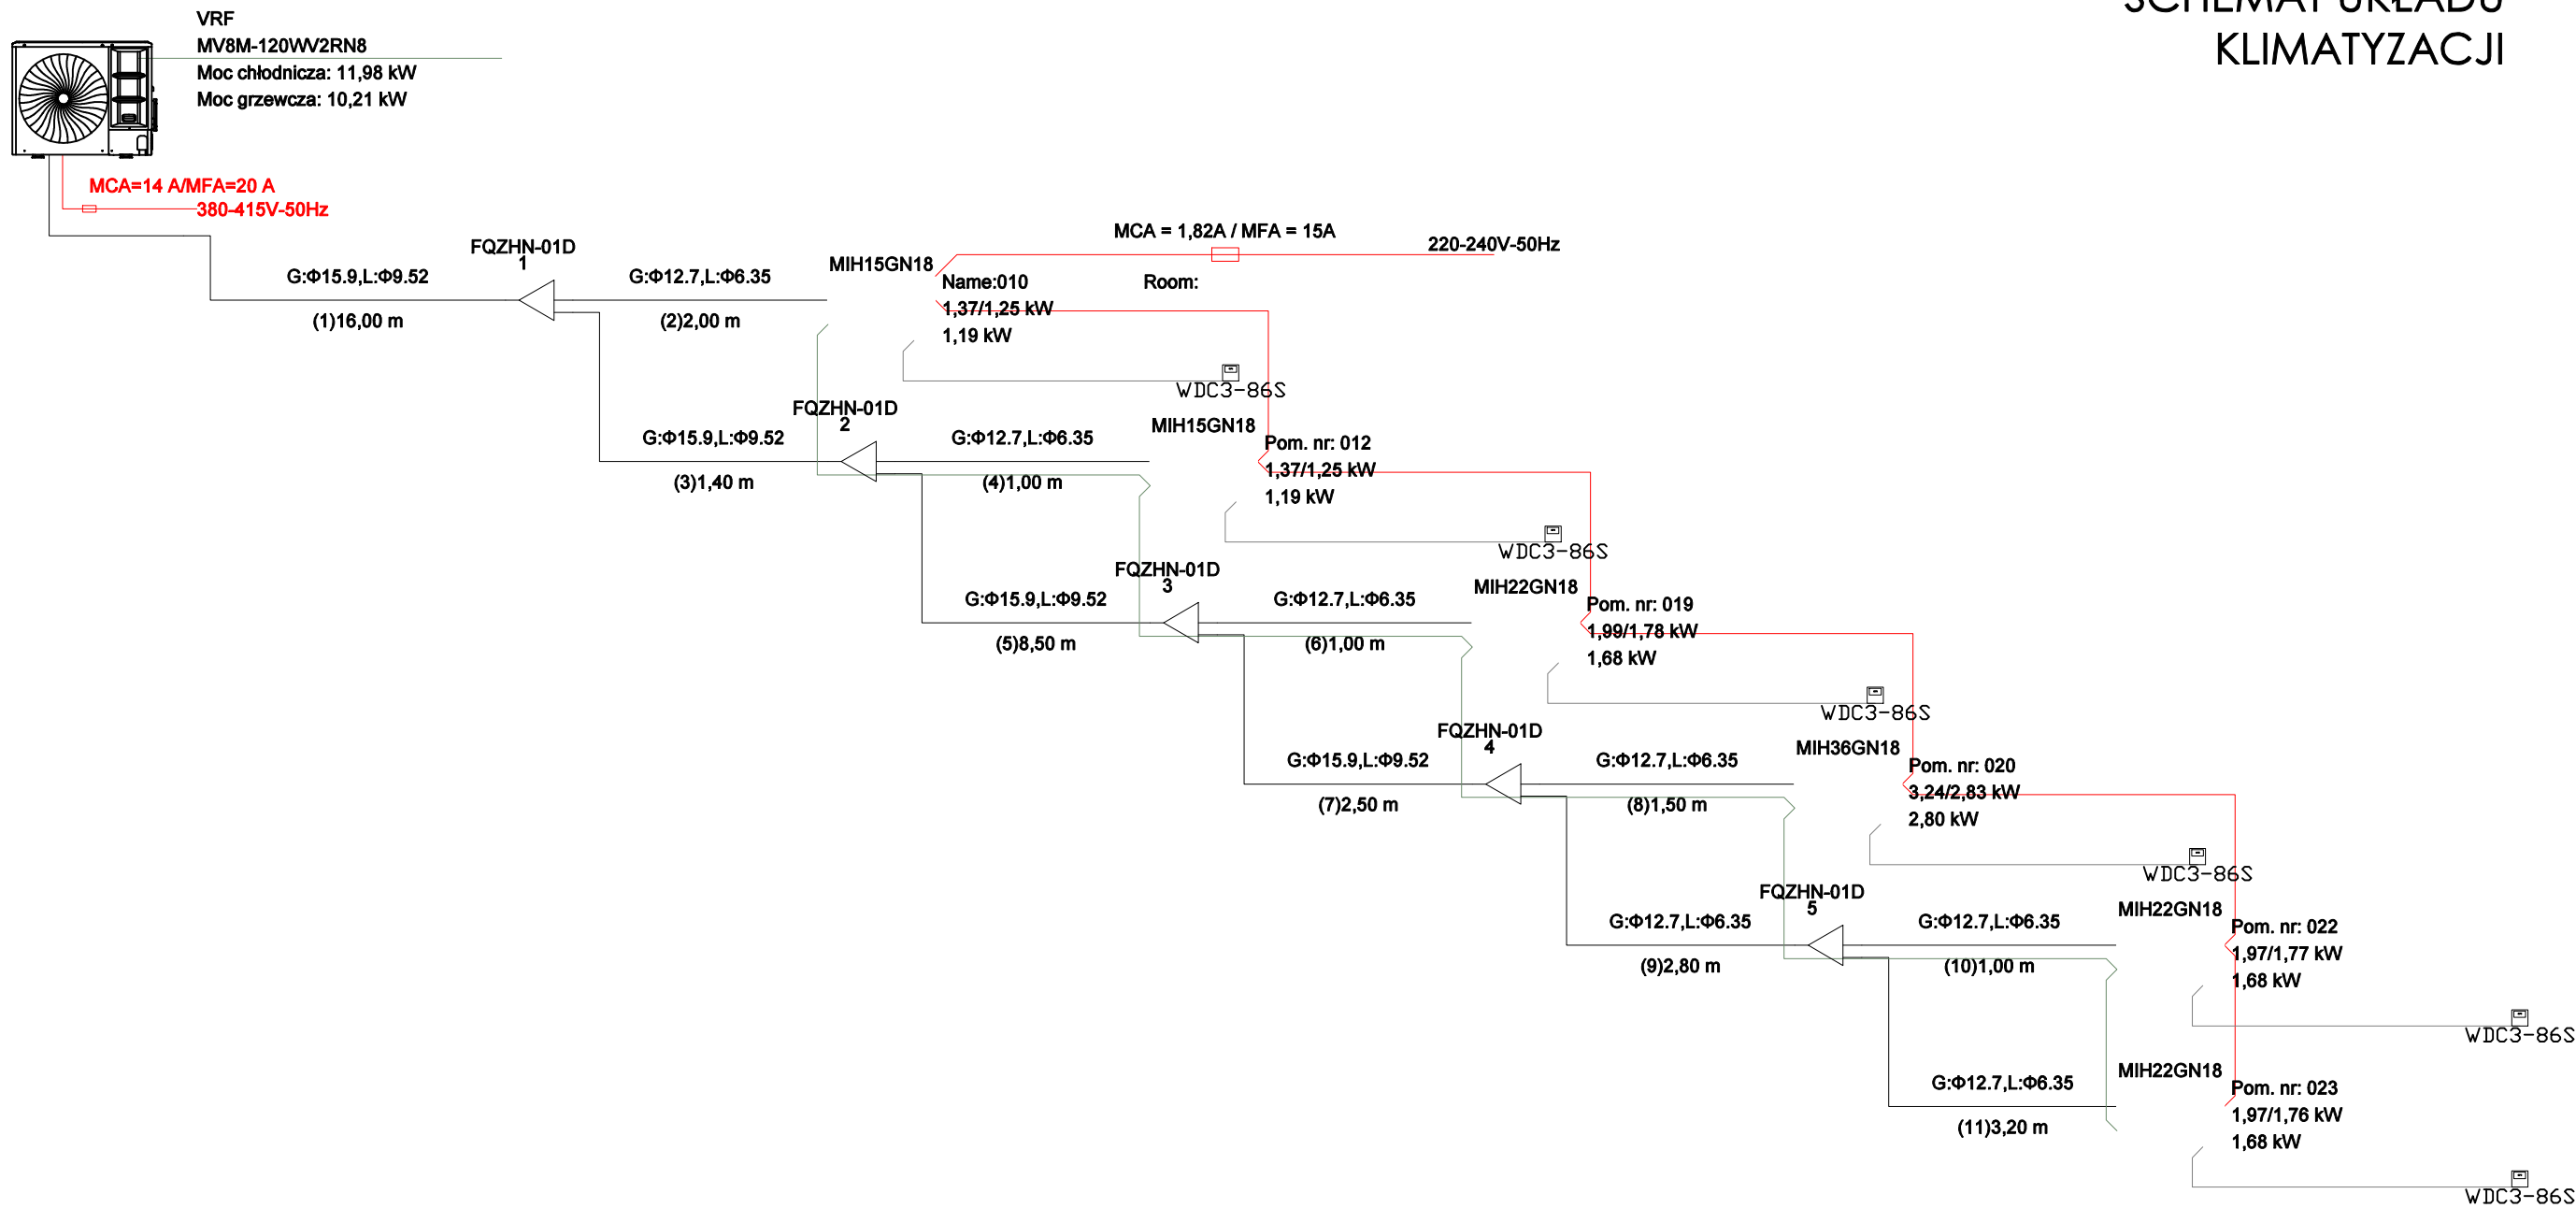 SCHEMAT UKŁADU
KLIMATYZACJI
VRF
MV8M-120WV2RN8
Moc chłodnicza: 11,98 kW
Moc grzewcza: 10,21 kW
MCA=14 A/MFA=20 A
380-415V-50Hz
MCA = 1,82A / MFA = 15A
220-240V-50Hz
FQZHN-01D
1
G:Φ15.9,L:Φ9.52
(1)16,00 m
G:Φ12.7,L:Φ6.35
(2)2,00 m
MIH15GN18
Name:010
Room:
1,37/1,25 kW
1,19 kW
WDC3-86S
FQZHN-01D
2
G:Φ15.9,L:Φ9.52
(3)1,40 m
G:Φ12.7,L:Φ6.35
(4)1,00 m
MIH15GN18
Pom. nr: 012
1,37/1,25 kW
1,19 kW
WDC3-86S
FQZHN-01D
3
G:Φ15.9,L:Φ9.52
(5)8,50 m
G:Φ12.7,L:Φ6.35
(6)1,00 m
MIH22GN18
Pom. nr: 019
1,99/1,78 kW
1,68 kW
WDC3-86S
FQZHN-01D
4
G:Φ15.9,L:Φ9.52
(7)2,50 m
G:Φ12.7,L:Φ6.35
(8)1,50 m
MIH36GN18
Pom. nr: 020
3,24/2,83 kW
2,80 kW
WDC3-86S
FQZHN-01D
5
G:Φ12.7,L:Φ6.35
(9)2,80 m
G:Φ12.7,L:Φ6.35
(10)1,00 m
MIH22GN18
Pom. nr: 022
1,97/1,77 kW
1,68 kW
WDC3-86S
G:Φ12.7,L:Φ6.35
(11)3,20 m
MIH22GN18
Pom. nr: 023
1,97/1,76 kW
1,68 kW
WDC3-86S